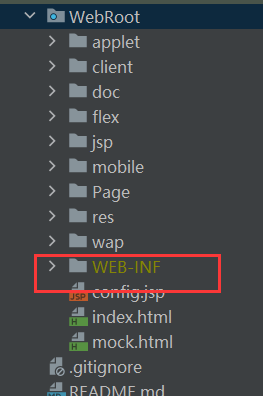 WebRoot
applet
client
doc
flex
jsp
mobile
Page
res
wap
WEB-INF
config.jsp
index.html
mock.html
.gitignore
README.md